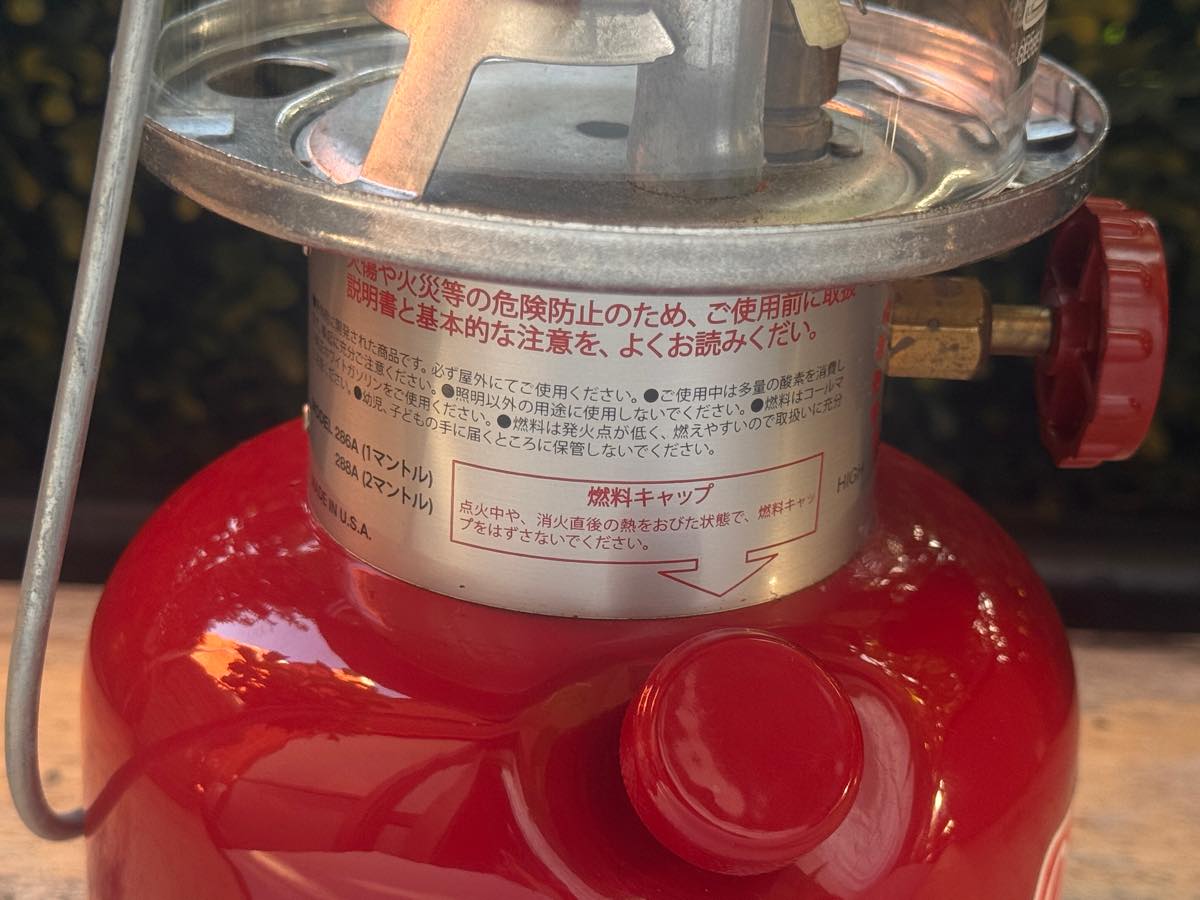 火傷や火災等の危険防止のため、ご使用前に取扱
説明書と基本的な注意を、よくお読みくだい。
開発された商品です。必ず屋外にてご使用ください。●ご使用中は多量の酸素を消費し
充分ご注意ください。●照明以外の用途に使用しないでください。●燃料はコールマ
ホワイトガソリンをご使用ください。●燃料は発火点が低く、燃えやすいので取扱いに充分
ください。●幼児、子どもの手に届くところに保管しないでください。
MODEL 286A (1マントル)
288A (2マントル)
MADE IN U.S.A.
燃料キャップ
点火中や、消火直後の熱をおびた状態で、燃料キャッ
プをはずさないでください。
HIGH